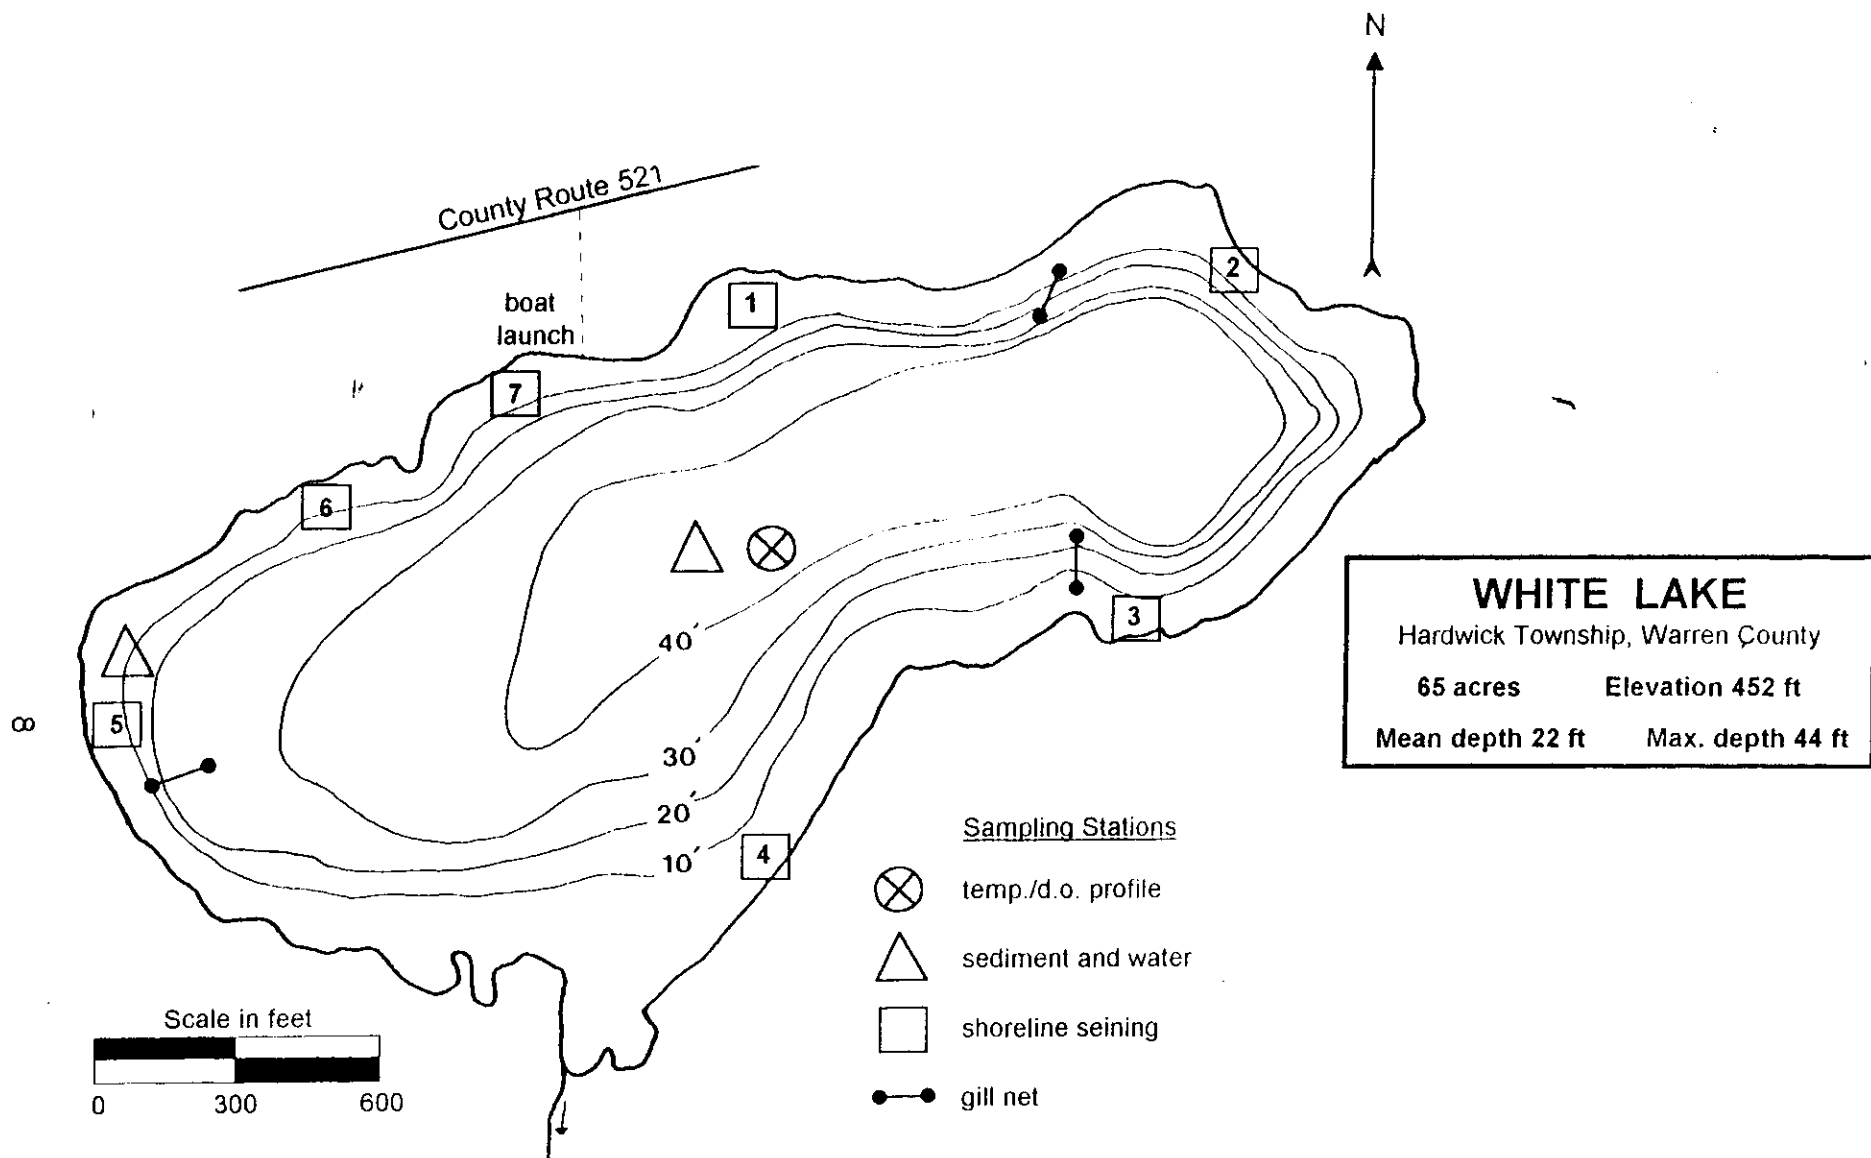 N
County Route 521
boat
launch
1
2
7
6
3
5
4
40′
30′
20′
10′
WHITE LAKE
Hardwick Township, Warren County
65 acres Elevation 452 ft
Mean depth 22 ft Max. depth 44 ft
Sampling Stations
temp./d.o. profile
sediment and water
shoreline seining
gill net
Scale in feet
0 300 600
8